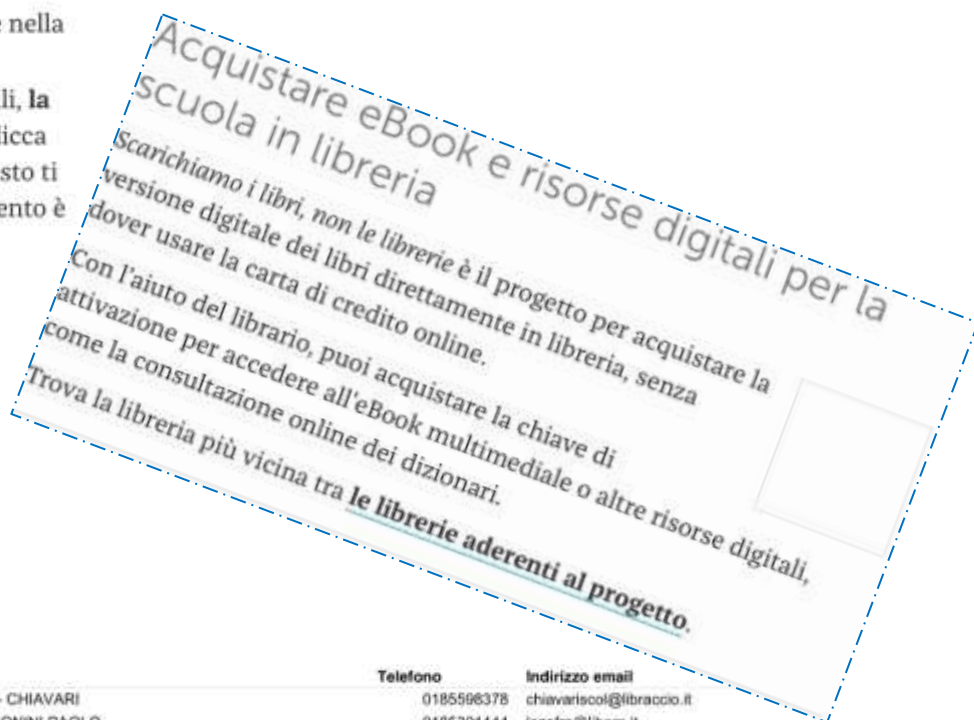 e nella
li, la
licca
sto ti
ento è
Acquistare eBook e risorse digitali per la
scuola in libreria
Scarichiamo i libri, non le librerie è il progetto per acquistare la
versione digitale dei libri direttamente in libreria, senza
dover usare la carta di credito online.
Con l'aiuto del librario, puoi acquistare la chiave di
attivazione per accedere all'eBook multimediale o altre risorse digitali,
come la consultazione online dei dizionari.
Trova la libreria più vicina tra le librerie aderenti al progetto.
Telefono Indirizzo email
- CHIAVARI 0185598378 chiavariscol@libraccio.it